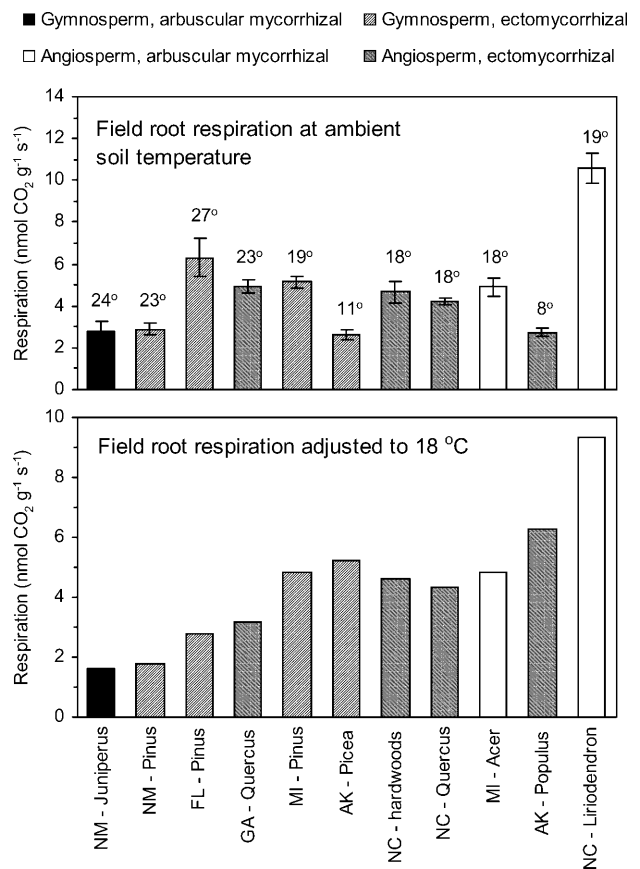 Gymnosperm, arbuscular mycorrhizal
Gymnosperm, ectomycorrhizal
Angiosperm, arbuscular mycorrhizal
Angiosperm, ectomycorrhizal
Field root respiration at ambient
soil temperature
Respiration (nmol CO₂ g⁻¹ s⁻¹)
14
12
10
8
6
4
2
0
24° 23° 27° 23° 19° 11° 18° 18° 18° 8° 19°
Field root respiration adjusted to 18 °C
Respiration (nmol CO₂ g⁻¹ s⁻¹)
10
8
6
4
2
0
NM - Juniperus
NM - Pinus
FL - Pinus
GA - Quercus
MI - Pinus
AK - Picea
NC - hardwoods
NC - Quercus
MI - Acer
AK - Populus
NC - Liriodendron